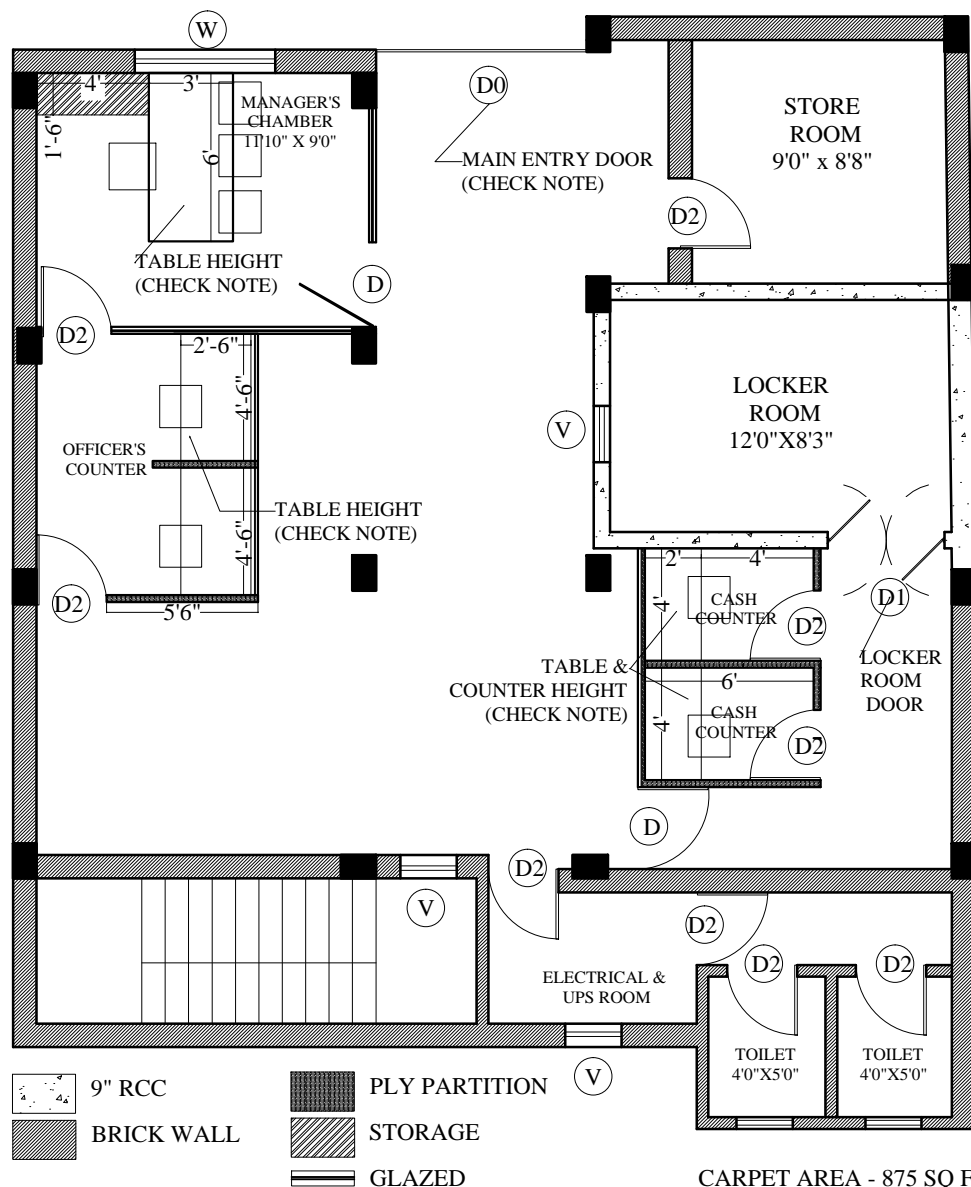 W
4'
3'
1'-6"
6'
MANAGER'S
CHAMBER
11'10" X 9'0"
TABLE HEIGHT
(CHECK NOTE)
D0
MAIN ENTRY DOOR
(CHECK NOTE)
STORE
ROOM
9'0" x 8'8"
D2
D
D2
2'-6"
4'-6"
OFFICER'S
COUNTER
TABLE HEIGHT
(CHECK NOTE)
4'-6"
D2
5'6"
V
LOCKER
ROOM
12'0"X8'3"
D1
LOCKER
ROOM
DOOR
2'
4'
4'
CASH
COUNTER
D2
TABLE &
COUNTER HEIGHT
(CHECK NOTE)
6'
4'
CASH
COUNTER
D2
D
D2
V
D2
ELECTRICAL &
UPS ROOM
D2
D2
TOILET
4'0"X5'0"
TOILET
4'0"X5'0"
V
9" RCC
BRICK WALL
PLY PARTITION
STORAGE
GLAZED
CARPET AREA - 875 SQ F